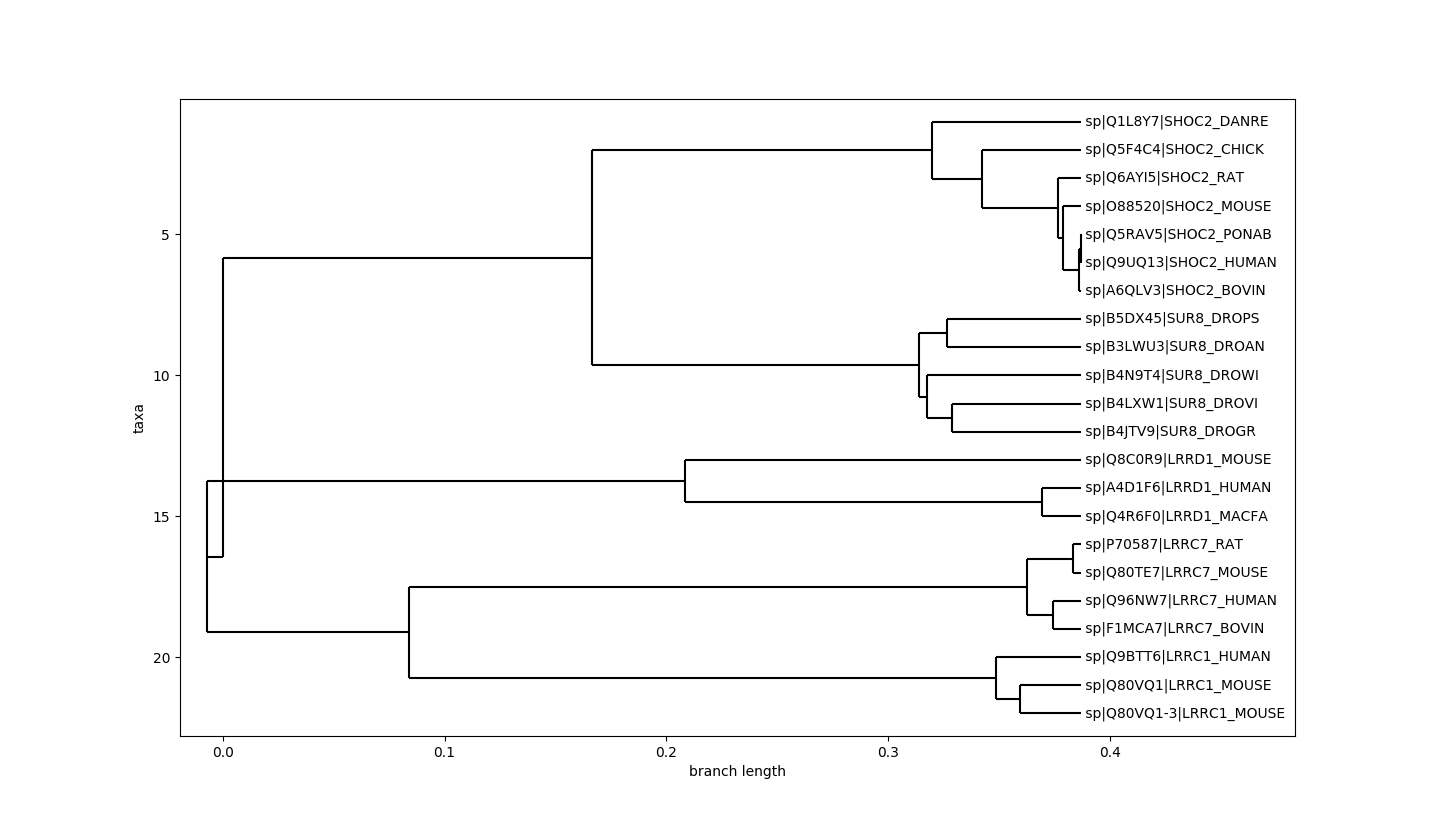 sp|Q1L8Y7|SHOC2_DANRE
sp|Q5F4C4|SHOC2_CHICK
sp|Q6AYI5|SHOC2_RAT
sp|O88520|SHOC2_MOUSE
5
sp|Q5RAV5|SHOC2_PONAB
sp|Q9UQ13|SHOC2_HUMAN
sp|A6QLV3|SHOC2_BOVIN
sp|B5DX45|SUR8_DROPS
sp|B3LWU3|SUR8_DROAN
10
sp|B4N9T4|SUR8_DROWI
sp|B4LXW1|SUR8_DROVI
taxa
sp|B4JTV9|SUR8_DROGR
sp|Q8C0R9|LRRD1_MOUSE
sp|A4D1F6|LRRD1_HUMAN
15
sp|Q4R6F0|LRRD1_MACFA
sp|P70587|LRRC7_RAT
sp|Q80TE7|LRRC7_MOUSE
sp|Q96NW7|LRRC7_HUMAN
sp|F1MCA7|LRRC7_BOVIN
20
sp|Q9BTT6|LRRC1_HUMAN
sp|Q80VQ1|LRRC1_MOUSE
sp|Q80VQ1-3|LRRC1_MOUSE
0.0 0.1 0.2 0.3 0.4
branch length